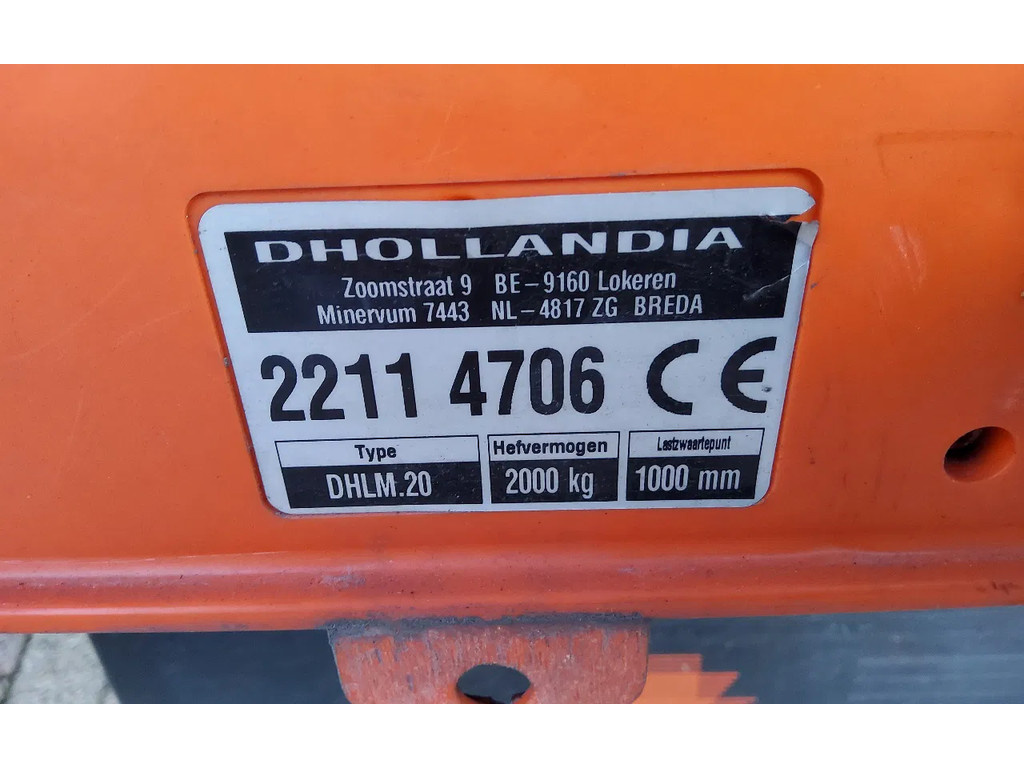 DHOLLANDIA
Zoomstraat 9 BE-9160 Lokeren
Minervum 7443 NL-4817 ZG BREDA
2211 4706 CE
Type Hefvermogen Lastzwaartepunt
DHLM.20 2000 kg 1000 mm